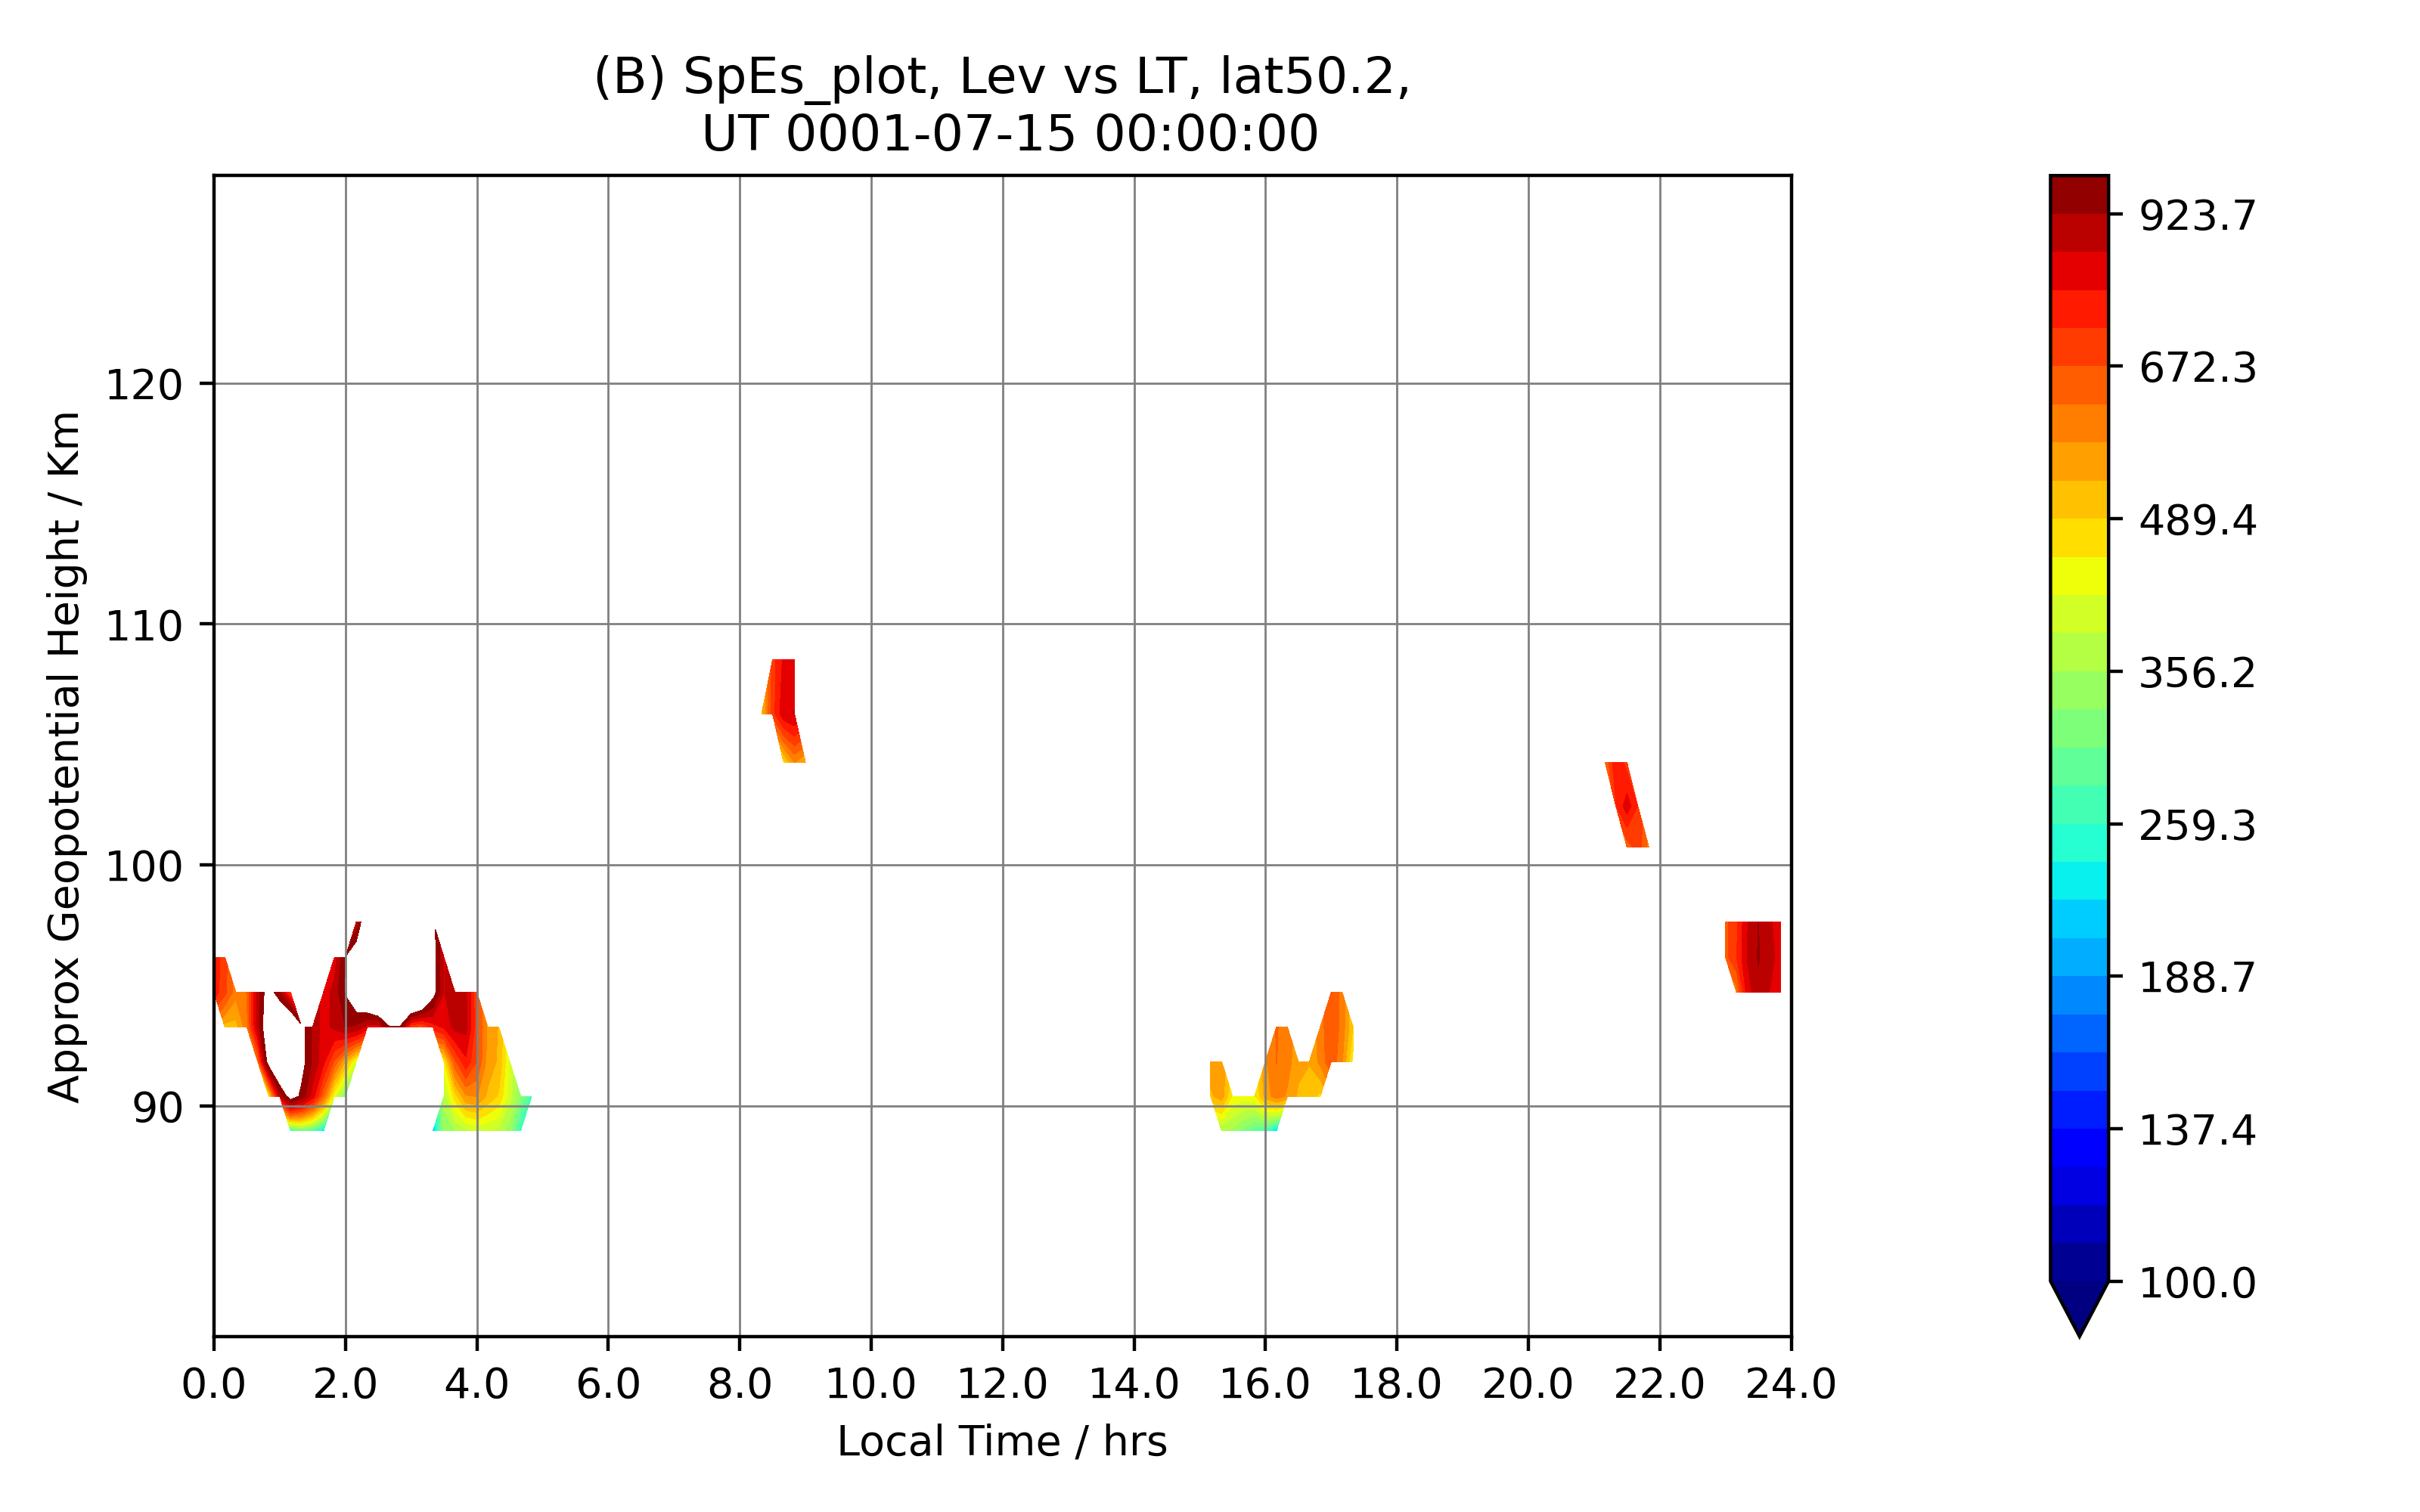 (B) SpEs_plot, Lev vs LT, lat50.2,
UT 0001-07-15 00:00:00
Approx Geopotential Height / Km
120
110
100
90
0.0 2.0 4.0 6.0 8.0 10.0 12.0 14.0 16.0 18.0 20.0 22.0 24.0
Local Time / hrs
923.7
672.3
489.4
356.2
259.3
188.7
137.4
100.0